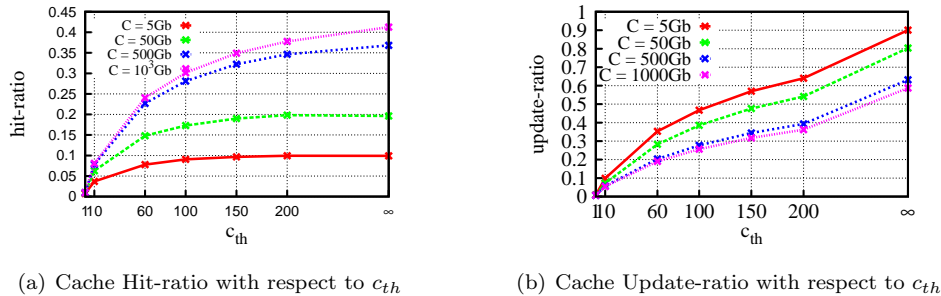 0.45
0.4
0.35
0.3
0.25
0.2
0.15
0.1
0.05
0
hit-ratio
C = 5Gb
C = 50Gb
C = 500Gb
C = 10³Gb
1 10 60 100 150 200 ∞
c_th
(a) Cache Hit-ratio with respect to c_th
1
0.9
0.8
0.7
0.6
0.5
0.4
0.3
0.2
0.1
0
update-ratio
C = 5Gb
C = 50Gb
C = 500Gb
C = 1000Gb
1 10 60 100 150 200 ∞
c_th
(b) Cache Update-ratio with respect to c_th